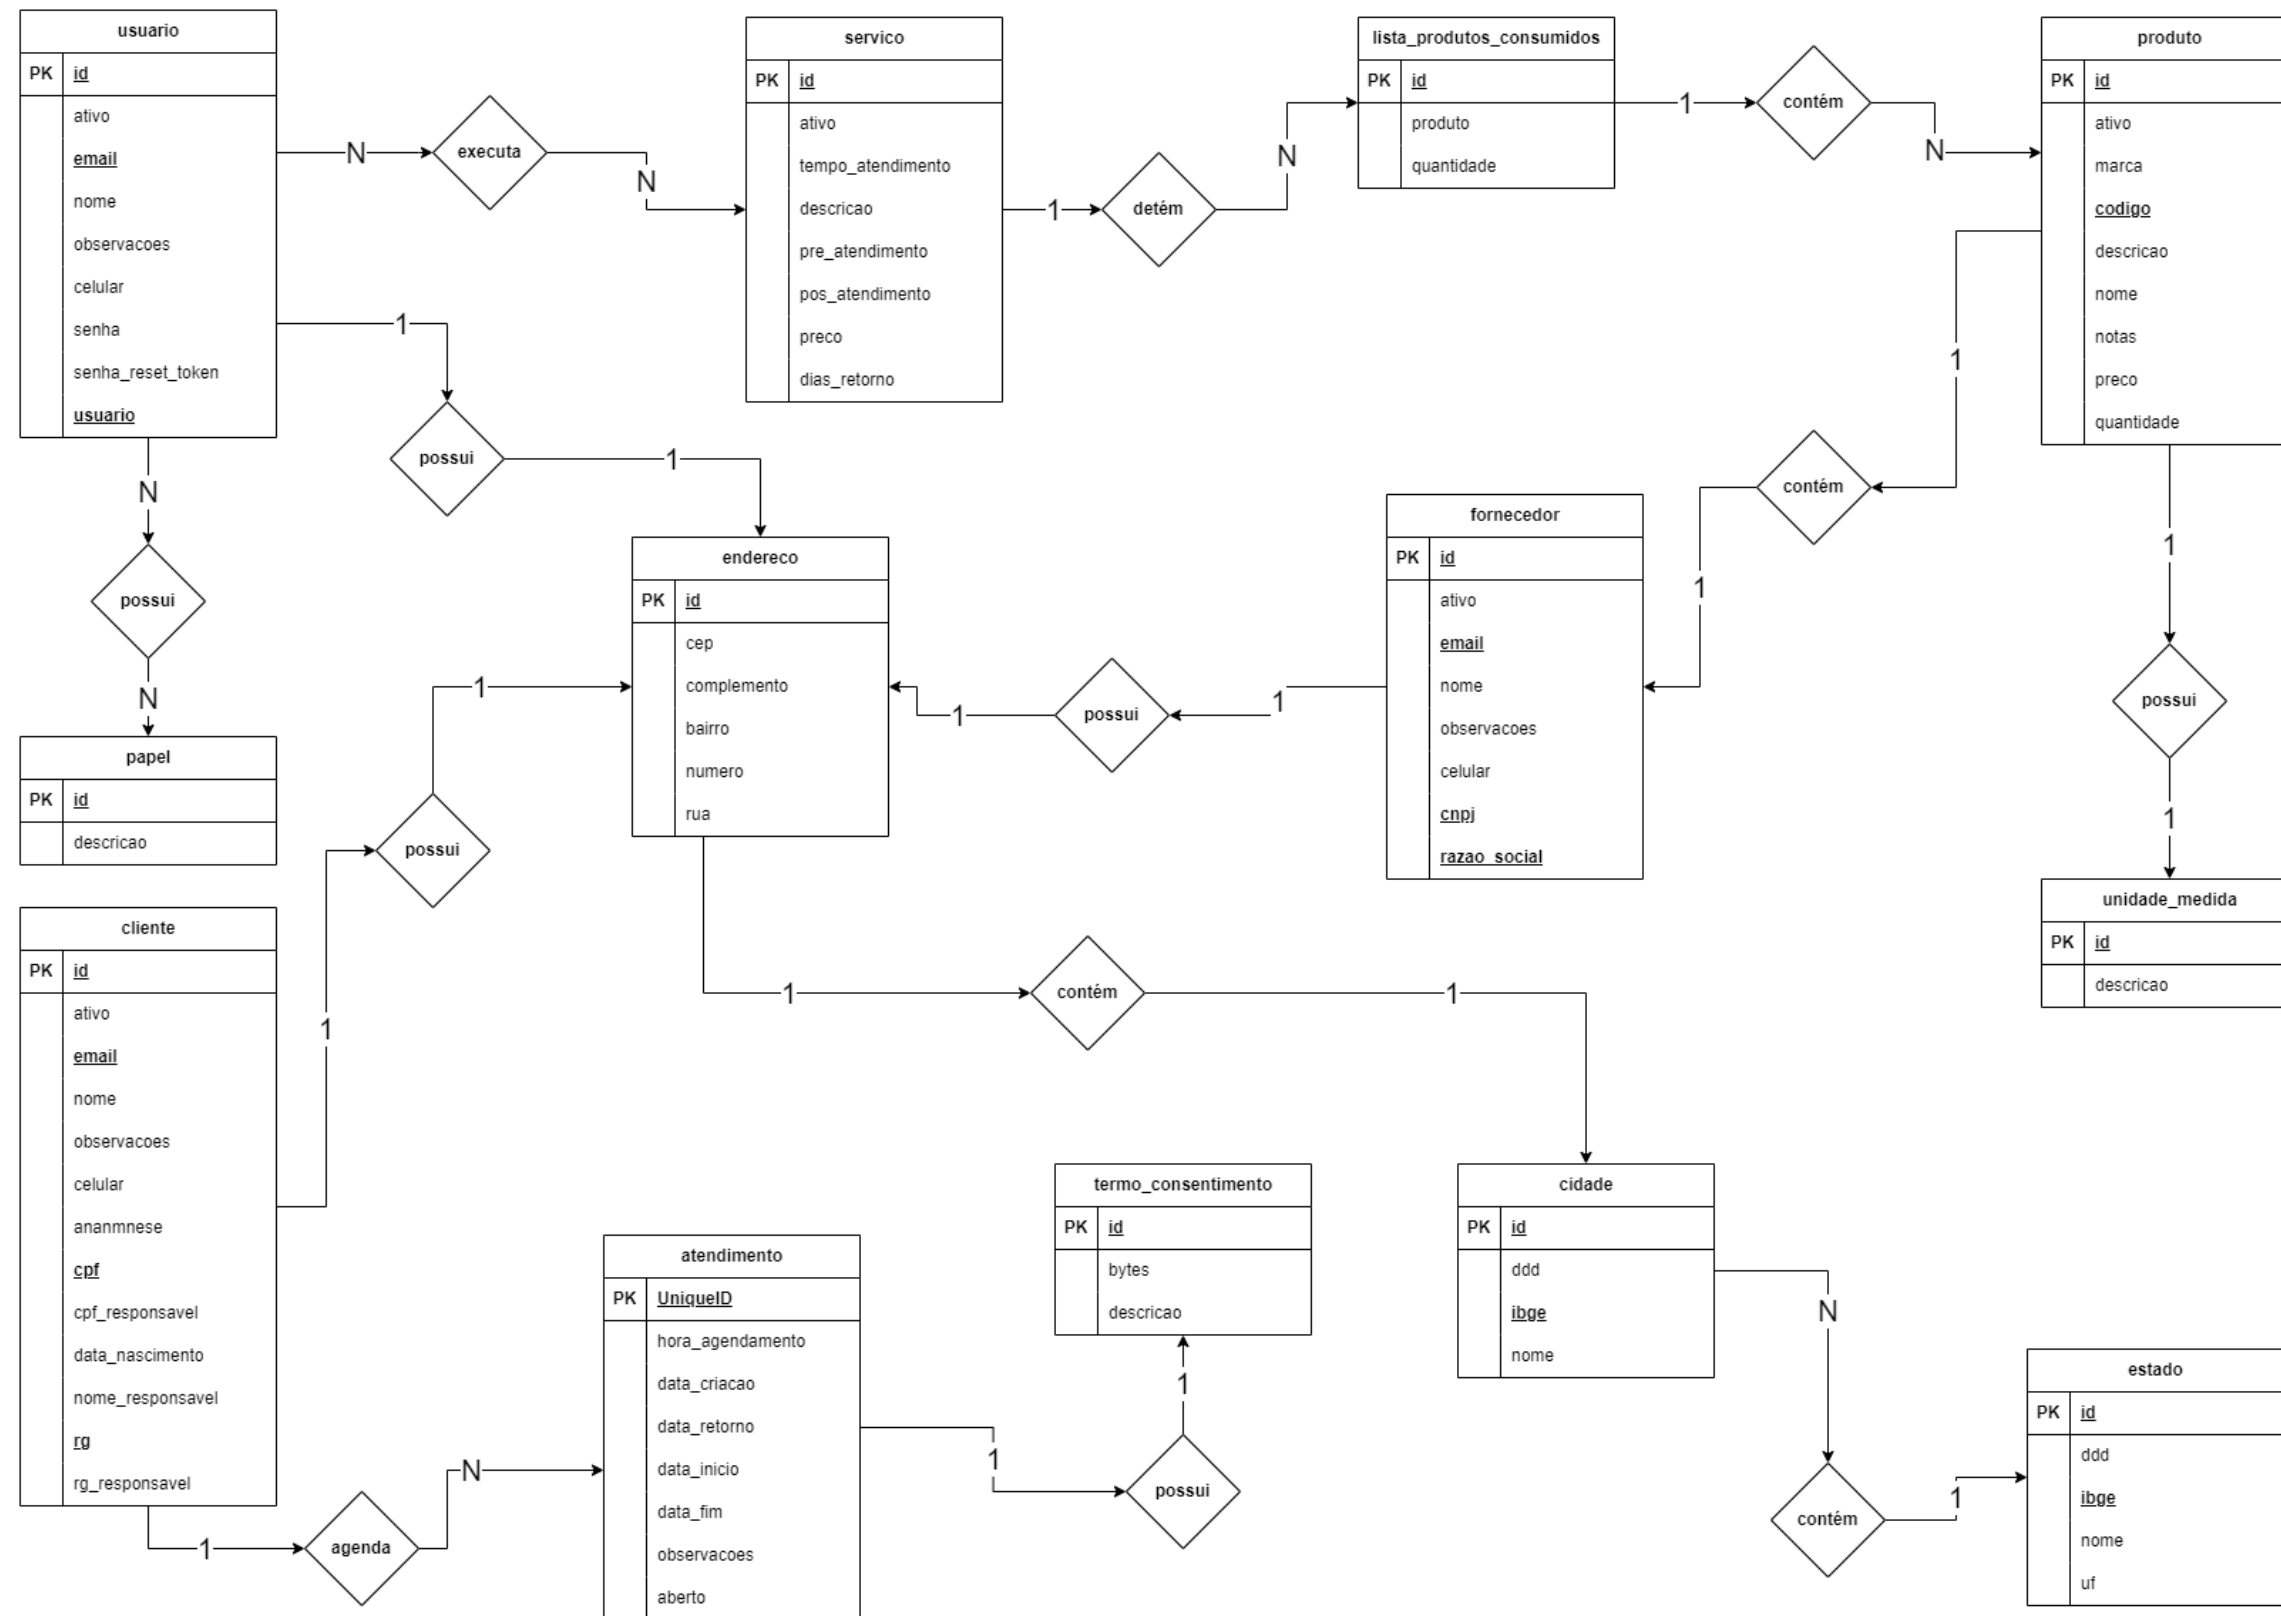 usuario
PK id
ativo
email
nome
observacoes
celular
senha
senha_reset_token
usuario
N
executa
N
servico
PK id
ativo
tempo_atendimento
descricao
pre_atendimento
pos_atendimento
preco
dias_retorno
1
detém
N
lista_produtos_consumidos
PK id
produto
quantidade
1
contém
N
produto
PK id
ativo
marca
codigo
descricao
nome
notas
preco
quantidade
1
possui
1
N
possui
N
papel
PK id
descricao
endereco
PK id
cep
complemento
bairro
numero
rua
1
contém
1
fornecedor
PK id
ativo
email
nome
observacoes
celular
cnpj
razao_social
1
possui
1
1
possui
1
unidade_medida
PK id
descricao
1
possui
1
cliente
PK id
ativo
email
nome
observacoes
celular
ananmnese
cpf
cpf_responsavel
data_nascimento
nome_responsavel
rg
rg_responsavel
1
contém
1
1
agenda
N
atendimento
PK UniqueID
hora_agendamento
data_criacao
data_retorno
data_inicio
data_fim
observacoes
aberto
1
possui
1
termo_consentimento
PK id
bytes
descricao
cidade
PK id
ddd
ibge
nome
N
contém
1
estado
PK id
ddd
ibge
nome
uf